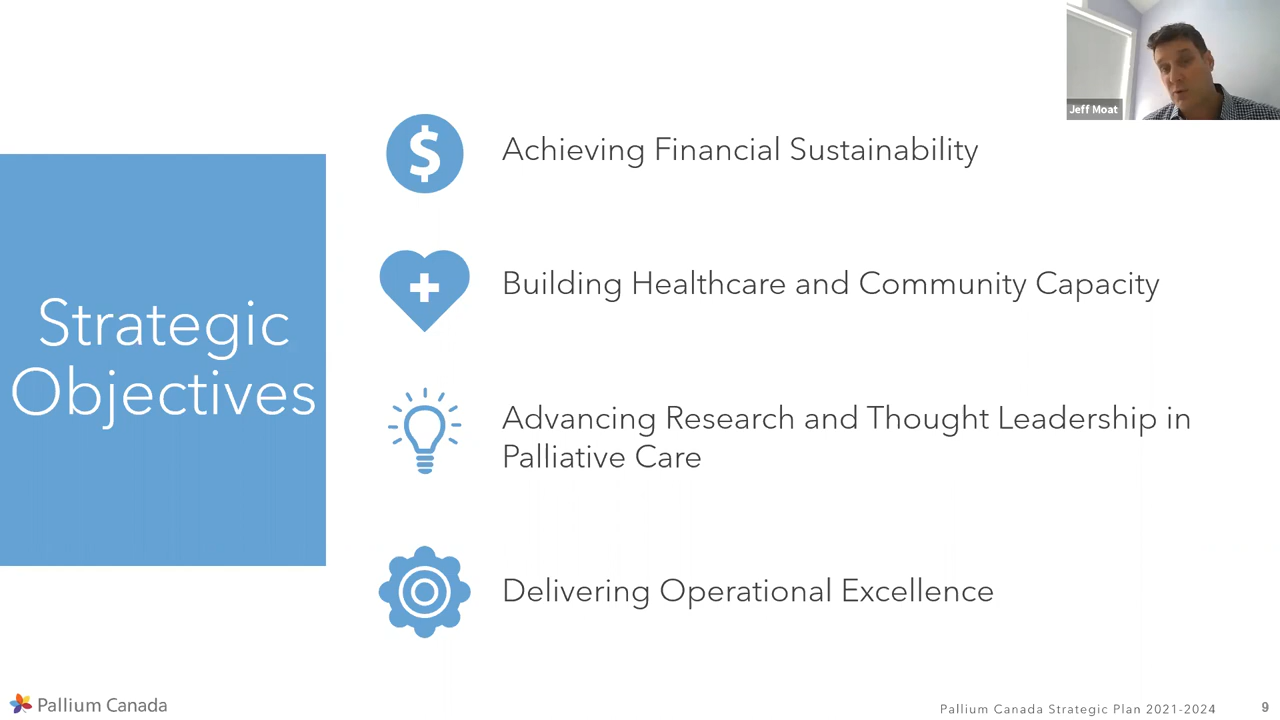 Jeff Moat
Strategic
Objectives
$
Achieving Financial Sustainability
Building Healthcare and Community Capacity
Advancing Research and Thought Leadership in
Palliative Care
Delivering Operational Excellence
Pallium Canada
Pallium Canada Strategic Plan 2021-2024
9